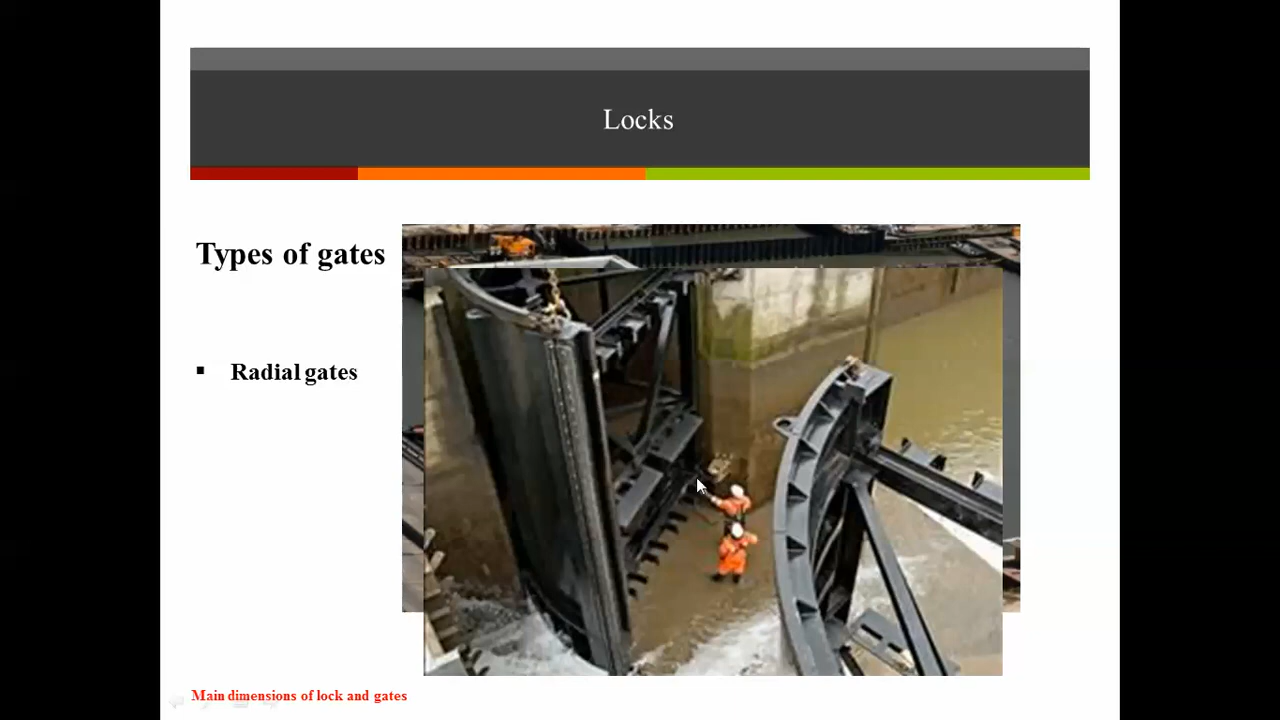 Locks
Types of gates
▪ Radial gates
Main dimensions of lock and gates